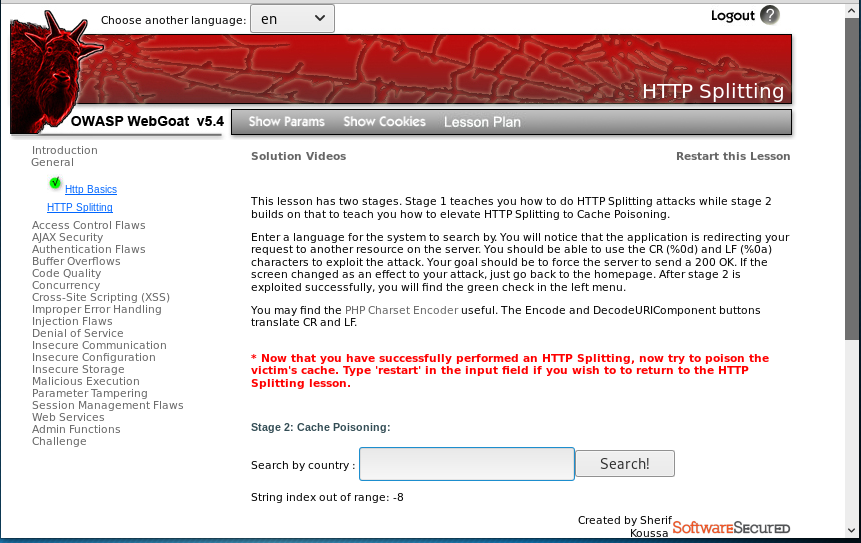 Choose another language: en
Logout ?
HTTP Splitting
OWASP WebGoat v5.4
Show Params Show Cookies Lesson Plan
Introduction
General
Http Basics
HTTP Splitting
Access Control Flaws
AJAX Security
Authentication Flaws
Buffer Overflows
Code Quality
Concurrency
Cross-Site Scripting (XSS)
Improper Error Handling
Injection Flaws
Denial of Service
Insecure Communication
Insecure Configuration
Insecure Storage
Malicious Execution
Parameter Tampering
Session Management Flaws
Web Services
Admin Functions
Challenge
Solution Videos
Restart this Lesson
This lesson has two stages. Stage 1 teaches you how to do HTTP Splitting attacks while stage 2
builds on that to teach you how to elevate HTTP Splitting to Cache Poisoning.
Enter a language for the system to search by. You will notice that the application is redirecting your
request to another resource on the server. You should be able to use the CR (%0d) and LF (%0a)
characters to exploit the attack. Your goal should be to force the server to send a 200 OK. If the
screen changed as an effect to your attack, just go back to the homepage. After stage 2 is
exploited successfully, you will find the green check in the left menu.
You may find the PHP Charset Encoder useful. The Encode and DecodeURIComponent buttons
translate CR and LF.
* Now that you have successfully performed an HTTP Splitting, now try to poison the
victim's cache. Type 'restart' in the input field if you wish to to return to the HTTP
Splitting lesson.
Stage 2: Cache Poisoning:
Search by country :
Search!
String index out of range: -8
Created by Sherif
Koussa
SOFTWARESECURED